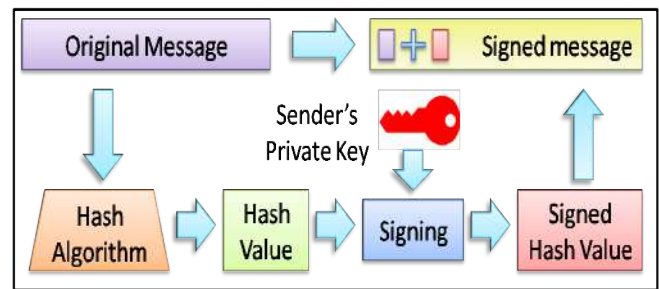 Original Message
Signed message
Sender's
Private Key
Hash
Algorithm
Hash
Value
Signing
Signed
Hash Value